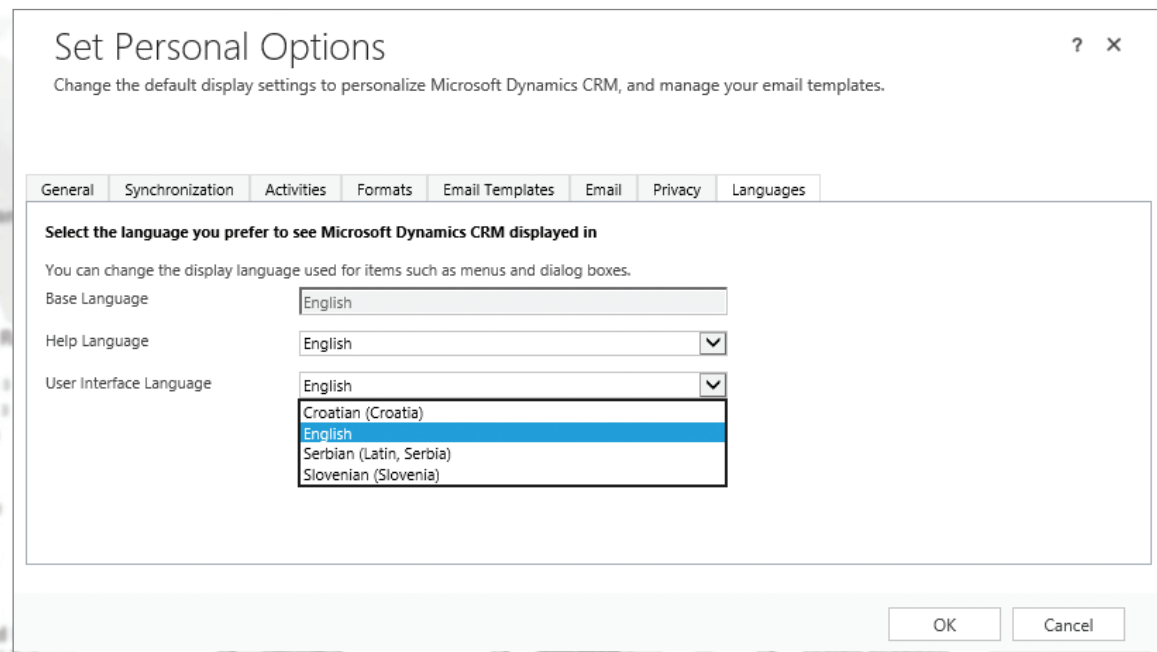 Set Personal Options
? ✕
Change the default display settings to personalize Microsoft Dynamics CRM, and manage your email templates.
General Synchronization Activities Formats Email Templates Email Privacy Languages
Select the language you prefer to see Microsoft Dynamics CRM displayed in
You can change the display language used for items such as menus and dialog boxes.
Base Language English
Help Language English
User Interface Language English
Croatian (Croatia)
English
Serbian (Latin, Serbia)
Slovenian (Slovenia)
OK Cancel